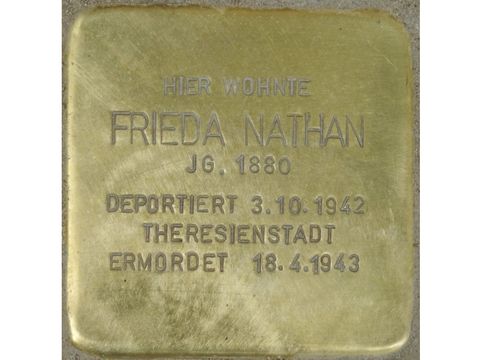 HIER WOHNTE
FRIEDA NATHAN
JG. 1880
DEPORTIERT 3.10.1942
THERESIENSTADT
ERMORDET 18.4.1943